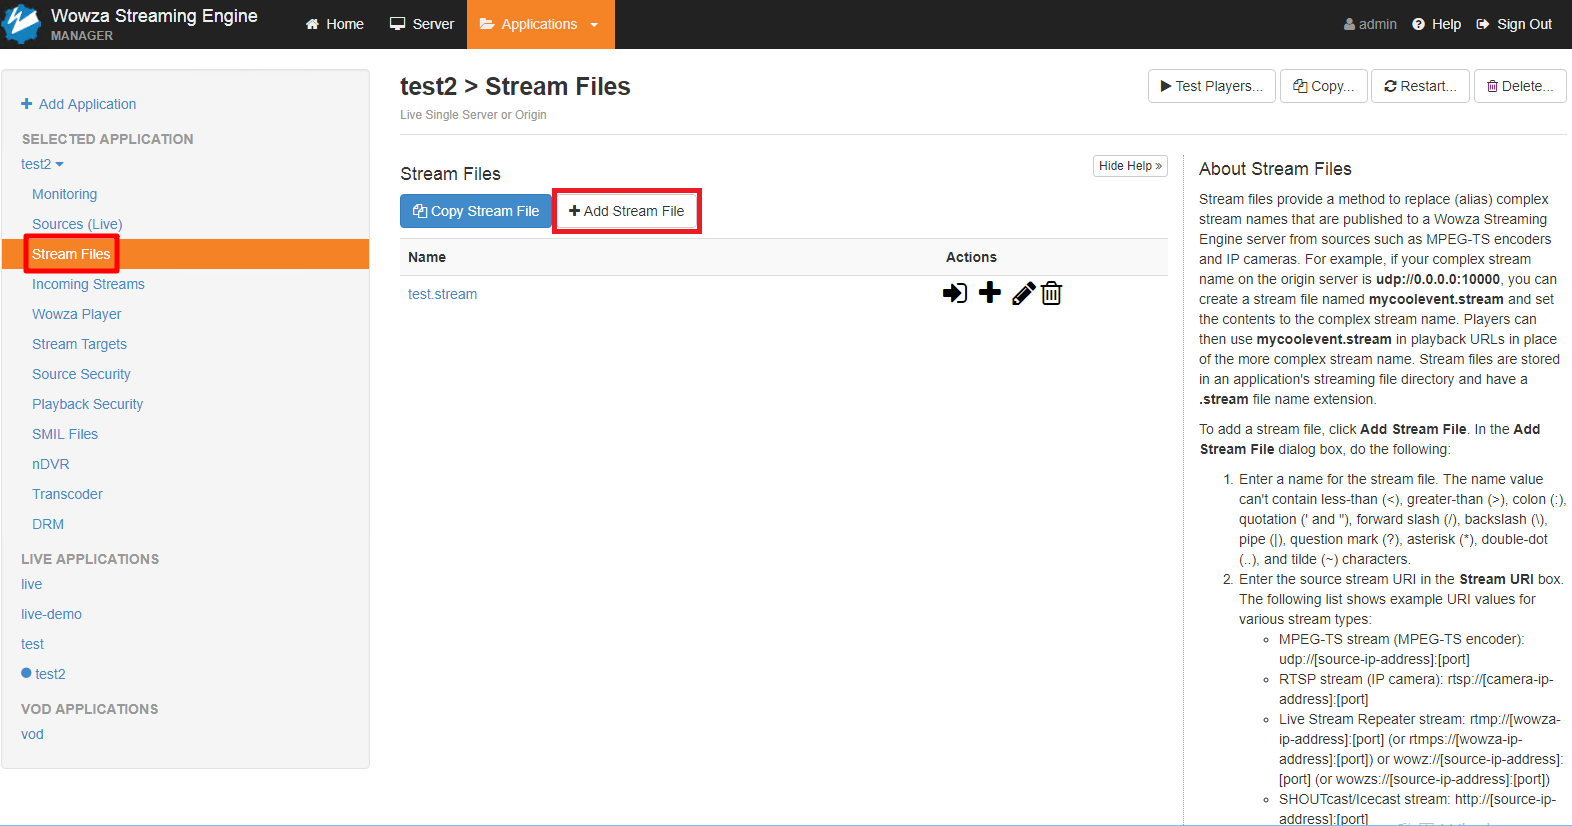 Wowza Streaming Engine
MANAGER
Home
Server
Applications
admin
Help
Sign Out
Add Application
SELECTED APPLICATION
test2
Monitoring
Sources (Live)
Stream Files
Incoming Streams
Wowza Player
Stream Targets
Source Security
Playback Security
SMIL Files
nDVR
Transcoder
DRM
LIVE APPLICATIONS
live
live-demo
test
test2
VOD APPLICATIONS
vod
test2 > Stream Files
Live Single Server or Origin
Test Players...
Copy...
Restart...
Delete...
Stream Files
Hide Help »
Copy Stream File
Add Stream File
Name
Actions
test.stream
About Stream Files
Stream files provide a method to replace (alias) complex
stream names that are published to a Wowza Streaming
Engine server from sources such as MPEG-TS encoders
and IP cameras. For example, if your complex stream
name on the origin server is udp://0.0.0.0:10000, you can
create a stream file named mycoolevent.stream and set
the contents to the complex stream name. Players can
then use mycoolevent.stream in playback URLs in place
of the more complex stream name. Stream files are stored
in an application's streaming file directory and have a
.stream file name extension.
To add a stream file, click Add Stream File. In the Add
Stream File dialog box, do the following:
1. Enter a name for the stream file. The name value
can't contain less-than (<), greater-than (>), colon (:),
quotation (' and "), forward slash (/), backslash (\),
pipe (|), question mark (?), asterisk (*), double-dot
(..), and tilde (~) characters.
2. Enter the source stream URI in the Stream URI box.
The following list shows example URI values for
various stream types:
MPEG-TS stream (MPEG-TS encoder):
udp://[source-ip-address]:[port]
RTSP stream (IP camera): rtsp://[camera-ip-
address]:[port]
Live Stream Repeater stream: rtmp://[wowza-
ip-address]:[port] (or rtmps://[wowza-ip-
address]:[port]) or wowz://[source-ip-address]:
[port] (or wowzs://[source-ip-address]:[port])
SHOUTcast/Icecast stream: http://[source-ip-
address]:[port]